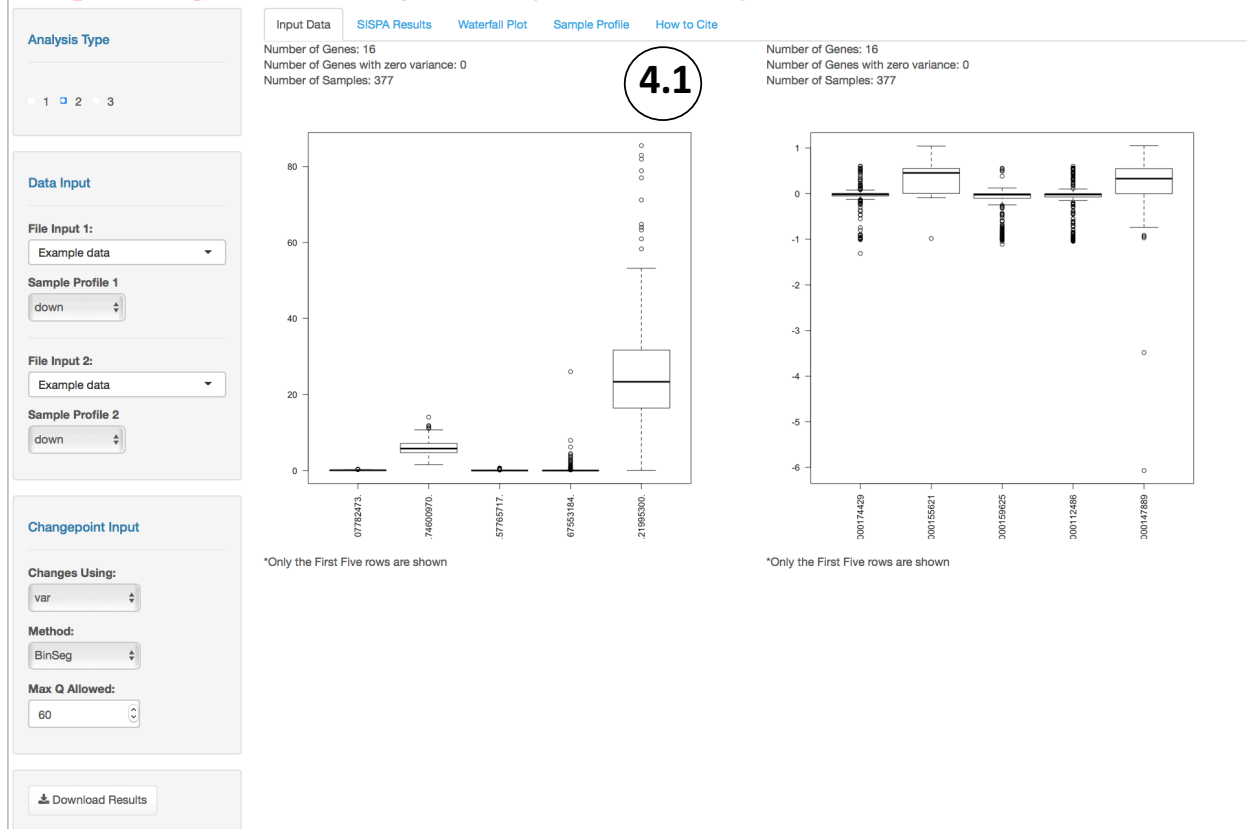 Analysis Type
1 2 3
Data Input
File Input 1:
Example data
Sample Profile 1
down
File Input 2:
Example data
Sample Profile 2
down
Changepoint Input
Changes Using:
var
Method:
BinSeg
Max Q Allowed:
60
Download Results
Input Data SISPA Results Waterfall Plot Sample Profile How to Cite
Number of Genes: 16
Number of Genes with zero variance: 0
Number of Samples: 377
4.1
80
60
40
20
0
07782473.
.74600970.
.57765717.
67553184.
.21995300.
*Only the First Five rows are shown
Number of Genes: 16
Number of Genes with zero variance: 0
Number of Samples: 377
1
0
-1
-2
-3
-4
-5
-6
000174429
000155621
000159625
000112486
000147889
*Only the First Five rows are shown